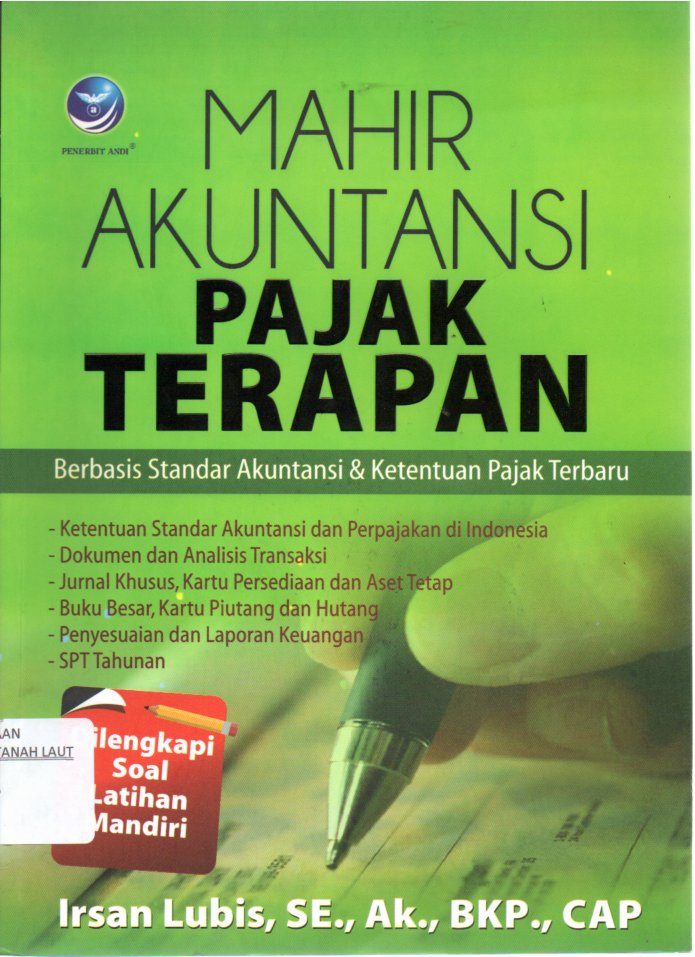 PENERBIT ANDI®
MAHIR
AKUNTANSI
PAJAK
TERAPAN
Berbasis Standar Akuntansi & Ketentuan Pajak Terbaru
- Ketentuan Standar Akuntansi dan Perpajakan di Indonesia
- Dokumen dan Analisis Transaksi
- Jurnal Khusus, Kartu Persediaan dan Aset Tetap
- Buku Besar, Kartu Piutang dan Hutang
- Penyesuaian dan Laporan Keuangan
- SPT Tahunan
AAN
TANAH LAUT
Dilengkapi
Soal
Latihan
Mandiri
Irsan Lubis, SE., Ak., BKP., CAP